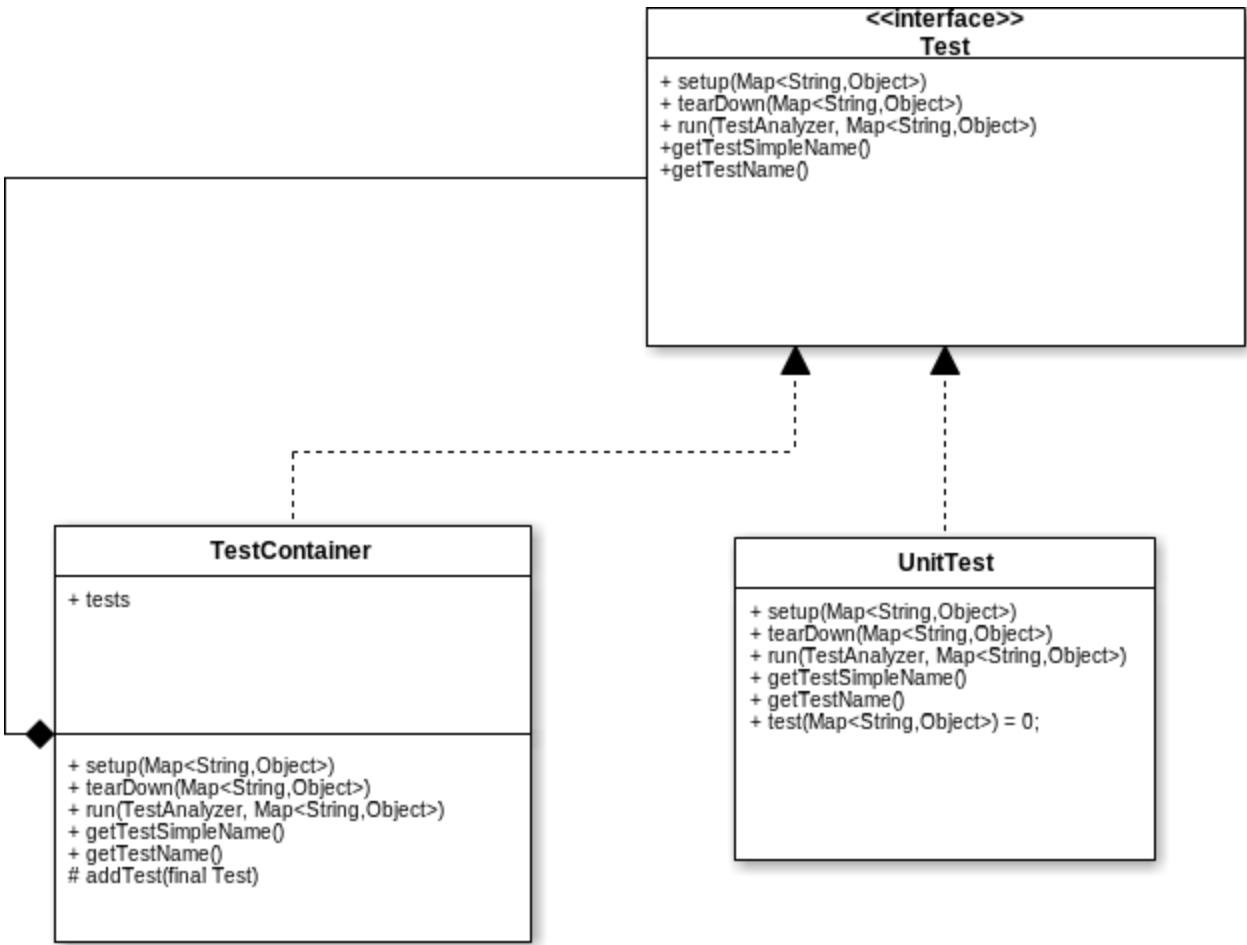 <<interface>>
Test
+ setup(Map<String,Object>)
+ tearDown(Map<String,Object>)
+ run(TestAnalyzer, Map<String,Object>)
+getTestSimpleName()
+getTestName()
TestContainer
+ tests
+ setup(Map<String,Object>)
+ tearDown(Map<String,Object>)
+ run(TestAnalyzer, Map<String,Object>)
+ getTestSimpleName()
+ getTestName()
# addTest(final Test)
UnitTest
+ setup(Map<String,Object>)
+ tearDown(Map<String,Object>)
+ run(TestAnalyzer, Map<String,Object>)
+ getTestSimpleName()
+ getTestName()
+ test(Map<String,Object>) = 0;